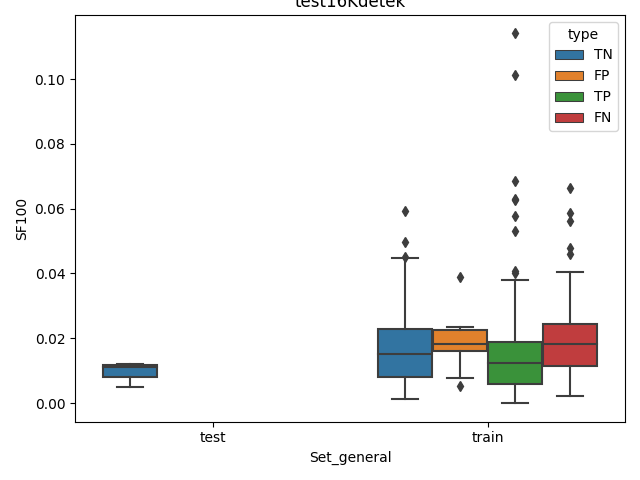 test16Kdetek
type
TN
FP
TP
FN
0.10
0.08
0.06
0.04
0.02
0.00
SF100
test train
Set_general